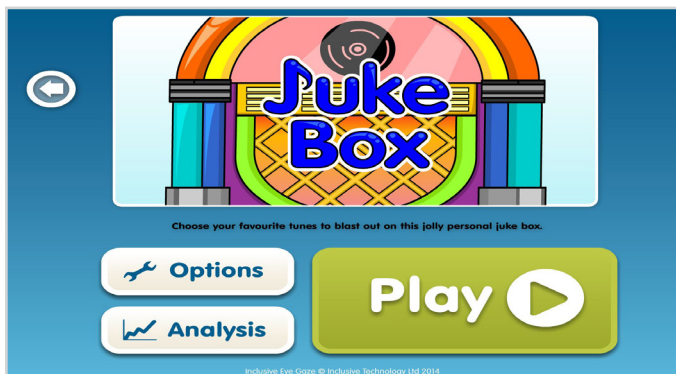 Juke
Box
Choose your favourite tunes to blast out on this jolly personal juke box.
Options
Play
Analysis
Inclusive Eye Gaze © Inclusive Technology Ltd 2014